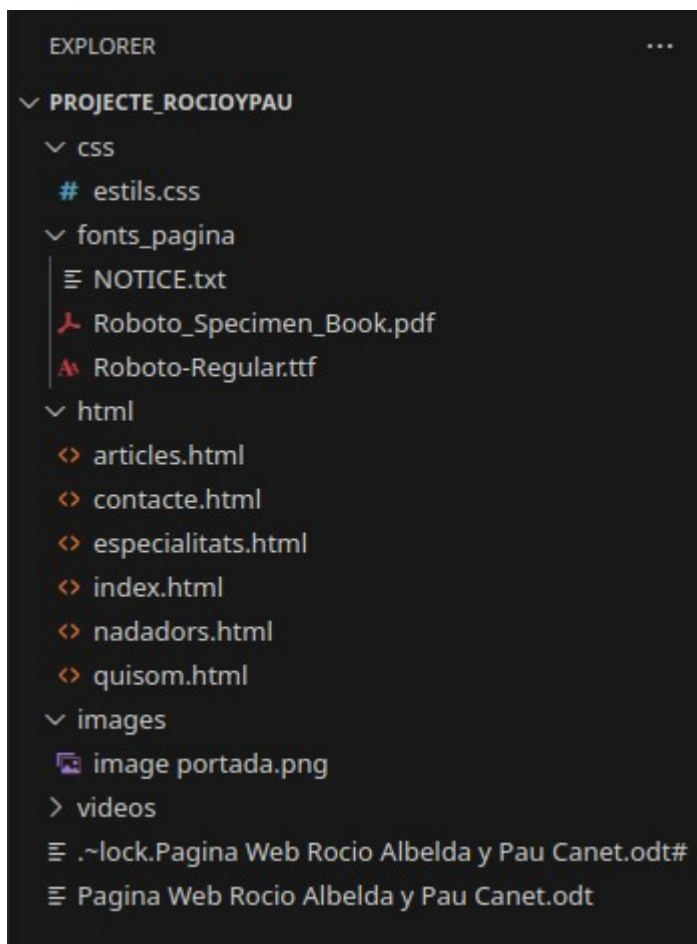 EXPLORER
PROJECTE_ROCIOYPAU
css
estils.css
fonts_pagina
NOTICE.txt
Roboto_Specimen_Book.pdf
Roboto-Regular.ttf
html
articles.html
contacte.html
especialitats.html
index.html
nadadors.html
quisom.html
images
image portada.png
videos
.~lock.Pagina Web Rocio Albelda y Pau Canet.odt#
Pagina Web Rocio Albelda y Pau Canet.odt